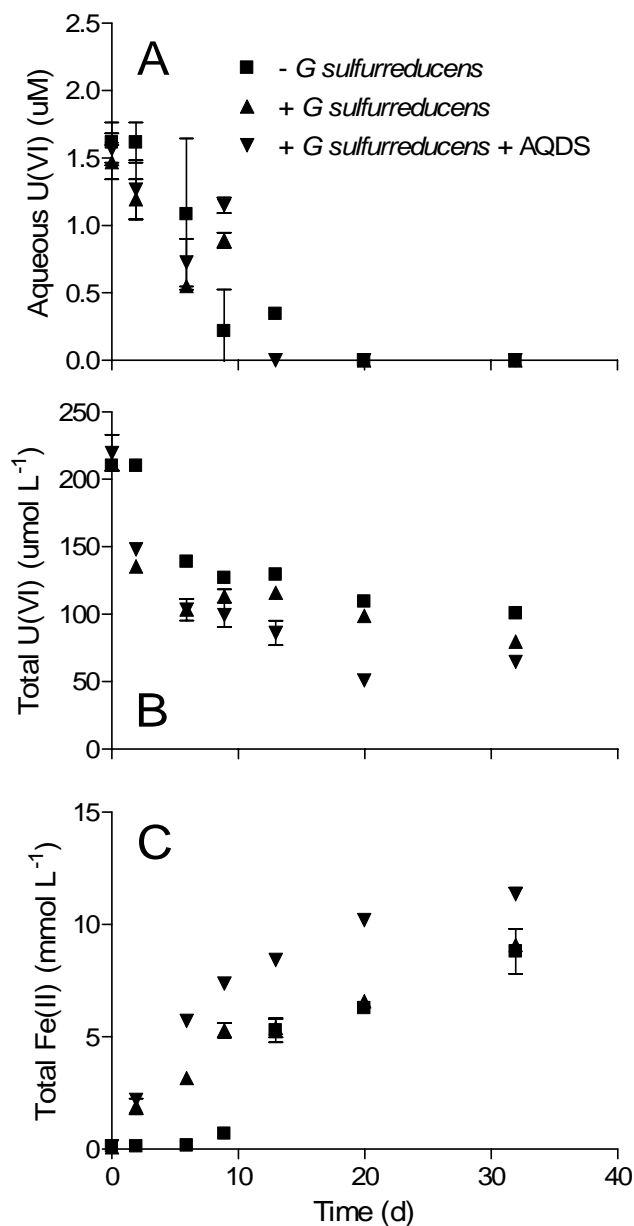 A
- G sulfurreducens
+ G sulfurreducens
+ G sulfurreducens + AQDS
Aqueous U(VI) (uM)
2.5
2.0
1.5
1.0
0.5
0.0
B
Total U(VI) (umol L-1)
250
200
150
100
50
0
C
Total Fe(II) (mmol L-1)
15
10
5
0
0 10 20 30 40
Time (d)